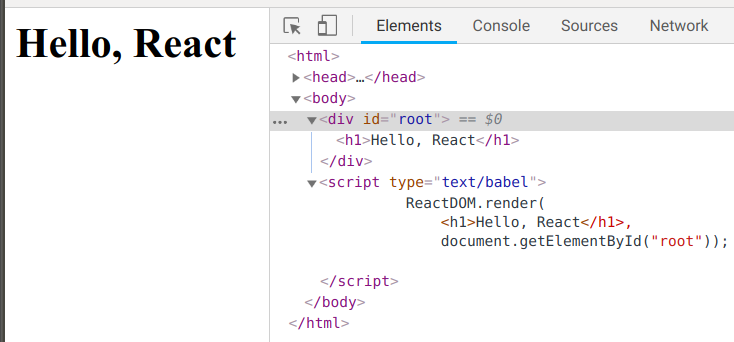 Hello, React
Elements Console Sources Network
<html>
<head>…</head>
<body>
<div id="root"> == $0
<h1>Hello, React</h1>
</div>
<script type="text/babel">
ReactDOM.render(
<h1>Hello, React</h1>,
document.getElementById("root"));
</script>
</body>
</html>